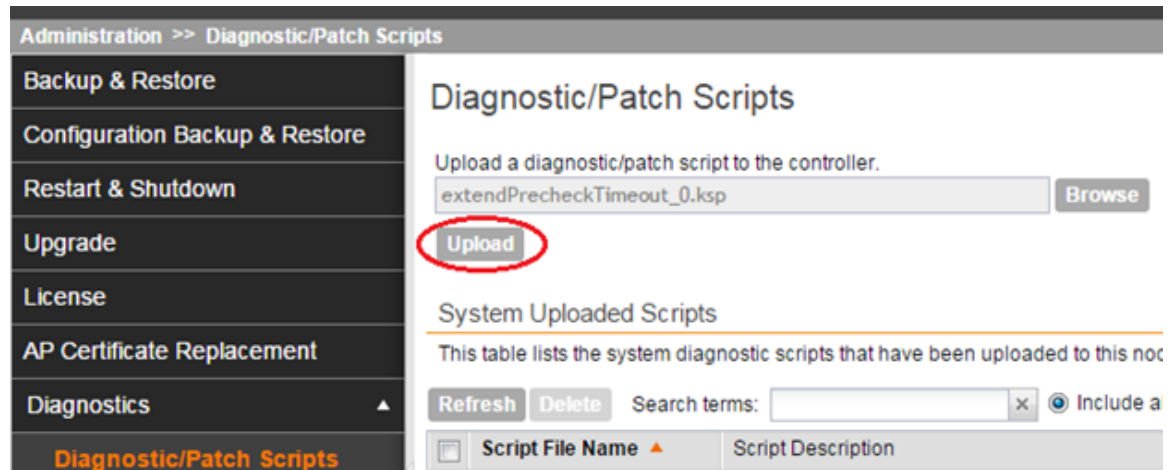 Administration >> Diagnostic/Patch Scripts
Backup & Restore
Configuration Backup & Restore
Restart & Shutdown
Upgrade
License
AP Certificate Replacement
Diagnostics
Diagnostic/Patch Scripts
Diagnostic/Patch Scripts
Upload a diagnostic/patch script to the controller.
extendPrecheckTimeout_0.ksp Browse
Upload
System Uploaded Scripts
This table lists the system diagnostic scripts that have been uploaded to this
Refresh Delete Search terms: Include
Script File Name Script Description